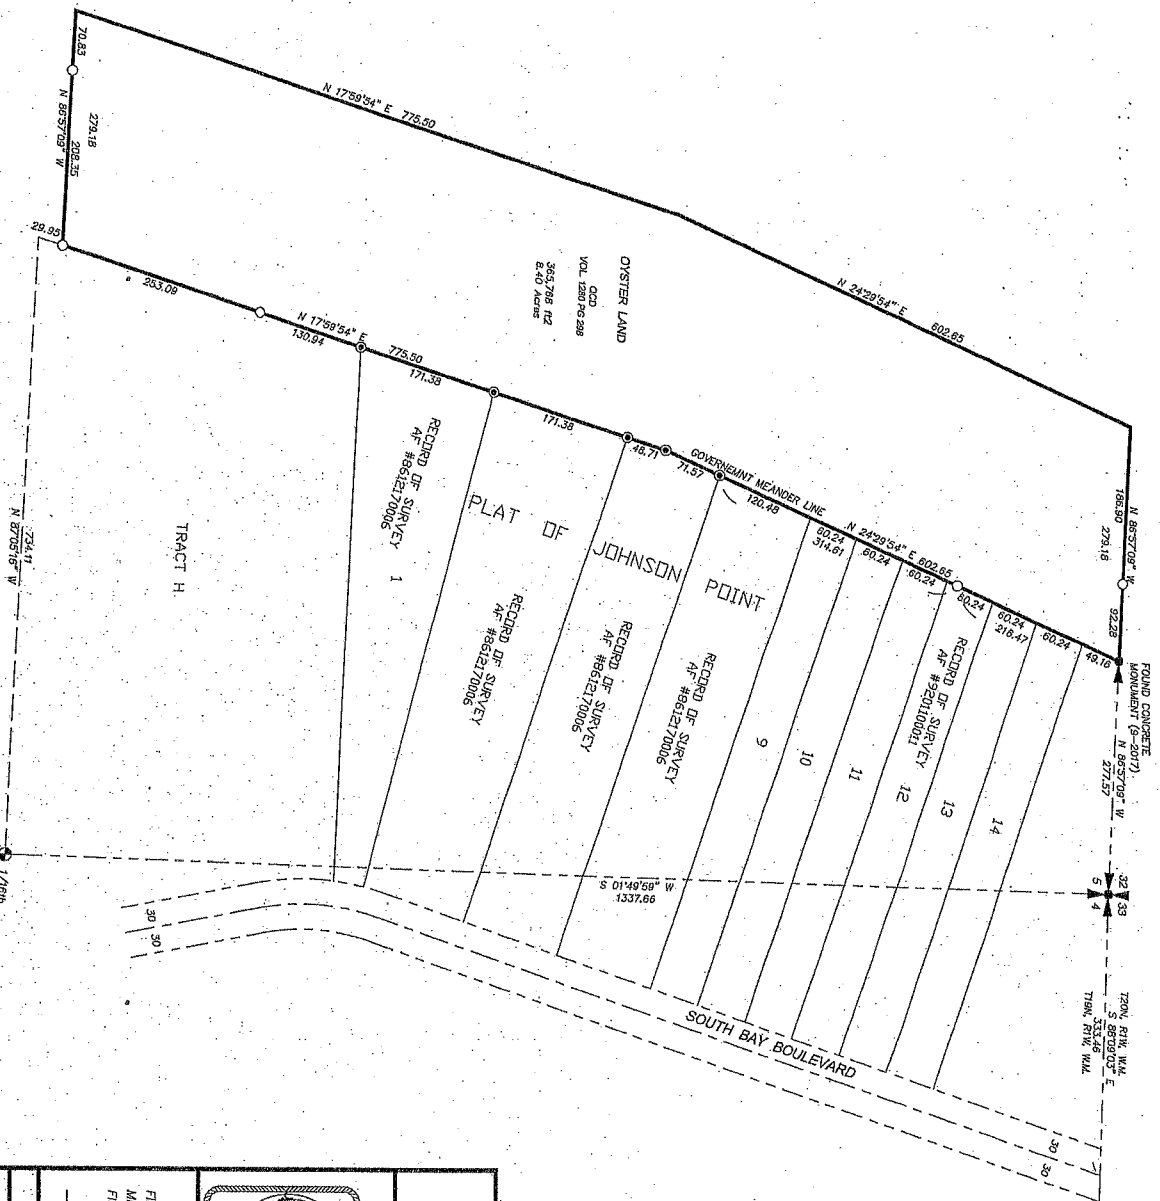 FOUND CONCRETE
MONUMENT (9-2017)
N 86°57'09" W
277.57
32 33
5 4
T20N, R1W, W.M.
S 88°09'03" E
333.46
T19N, R1W, W.M.
N 86°57'09" W
186.90
279.18
92.28
N 24°29'54" E 602.65
N 17°59'54" E 775.50
70.83
279.18
208.35
N 86°57'09" W
29.95
OYSTER LAND
QCD
VOL 1280 PG 298
365,768 ft2
8.40 Acres
253.09
N 17°59'54" E
130.94
775.50
171.38
171.38
48.71
71.57
GOVERNEMNT MEANDER LINE
120.48
N 24°29'54" E 602.65
60.24
314.61
60.24
60.24
60.24
60.24
216.47
60.24
49.16
RECORD OF SURVEY
AF #8612170006
1
PLAT OF JOHNSON POINT
RECORD OF SURVEY
AF #8612170006
RECORD OF SURVEY
AF #8612170006
RECORD OF SURVEY
AF #8612170006
RECORD OF SURVEY
9
10
11
12
13
14
TRACT H
S 01°49'59" W
1337.66
734.11
N 87°05'16" W
1/16th
SOUTH BAY BOULEVARD
30
30
30
30